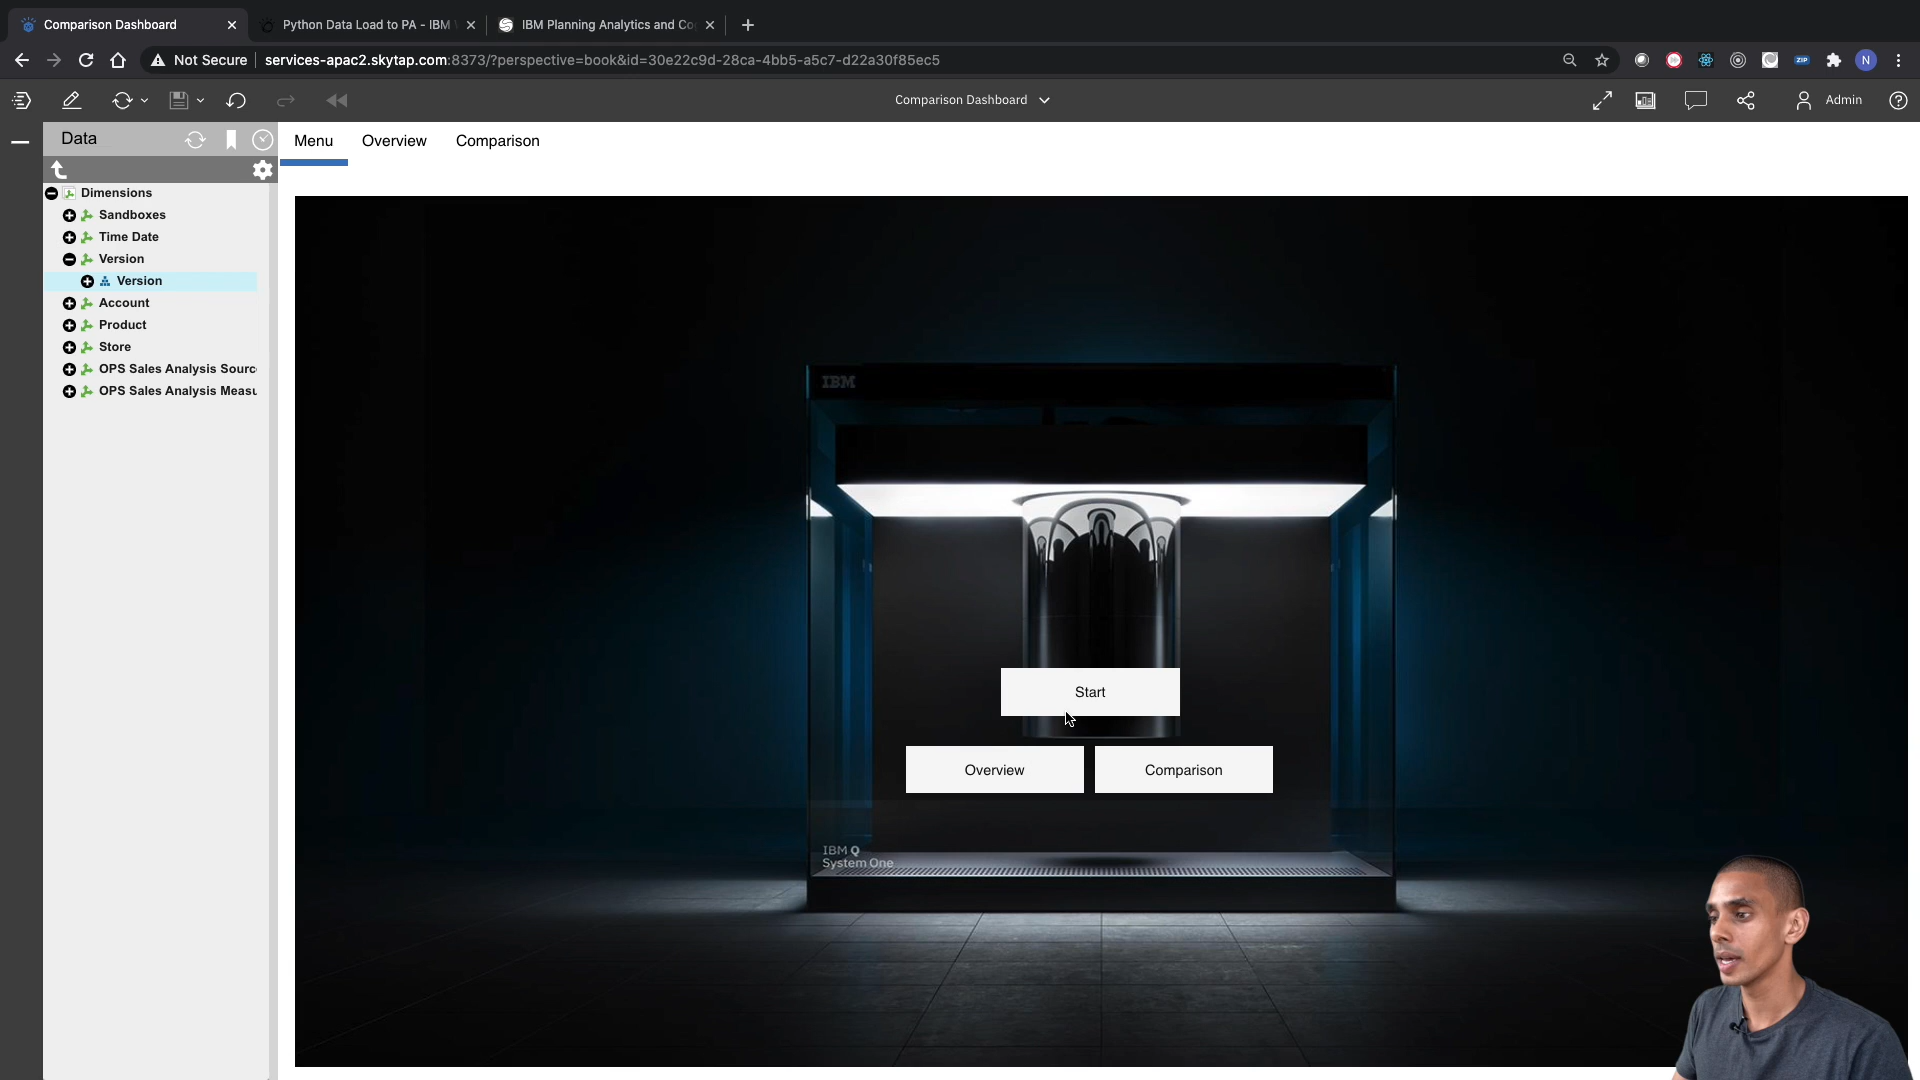 Comparison Dashboard
Python Data Load to PA - IBM
IBM Planning Analytics and Co
Not Secure
services-apac2.skytap.com:8373/?perspective=book&id=30e22c9d-28ca-4bb5-a5c7-d22a30f85ec5
ZIP
N
Comparison Dashboard
Admin
Data
Menu
Overview
Comparison
Dimensions
Sandboxes
Time Date
Version
Version
Account
Product
Store
OPS Sales Analysis Sourc
OPS Sales Analysis Measu
IBM
Start
Overview
Comparison
IBM Q
System One